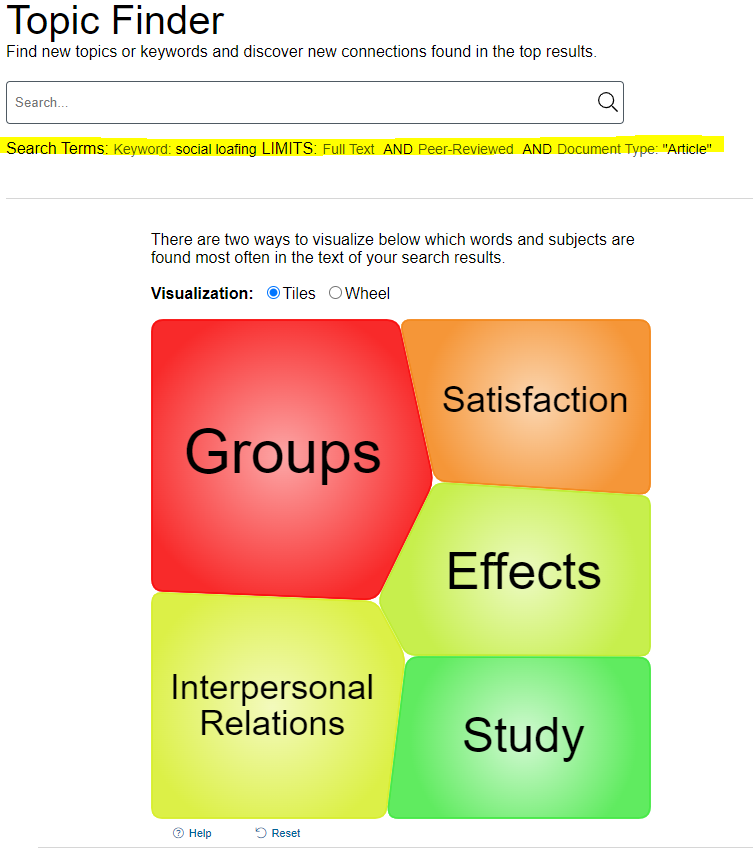 Topic Finder
Find new topics or keywords and discover new connections found in the top results.
Search...
Search Terms: Keyword: social loafing LIMITS: Full Text AND Peer-Reviewed AND Document Type: "Article"
There are two ways to visualize below which words and subjects are
found most often in the text of your search results.
Visualization: Tiles Wheel
Groups
Satisfaction
Effects
Interpersonal
Relations
Study
Help Reset